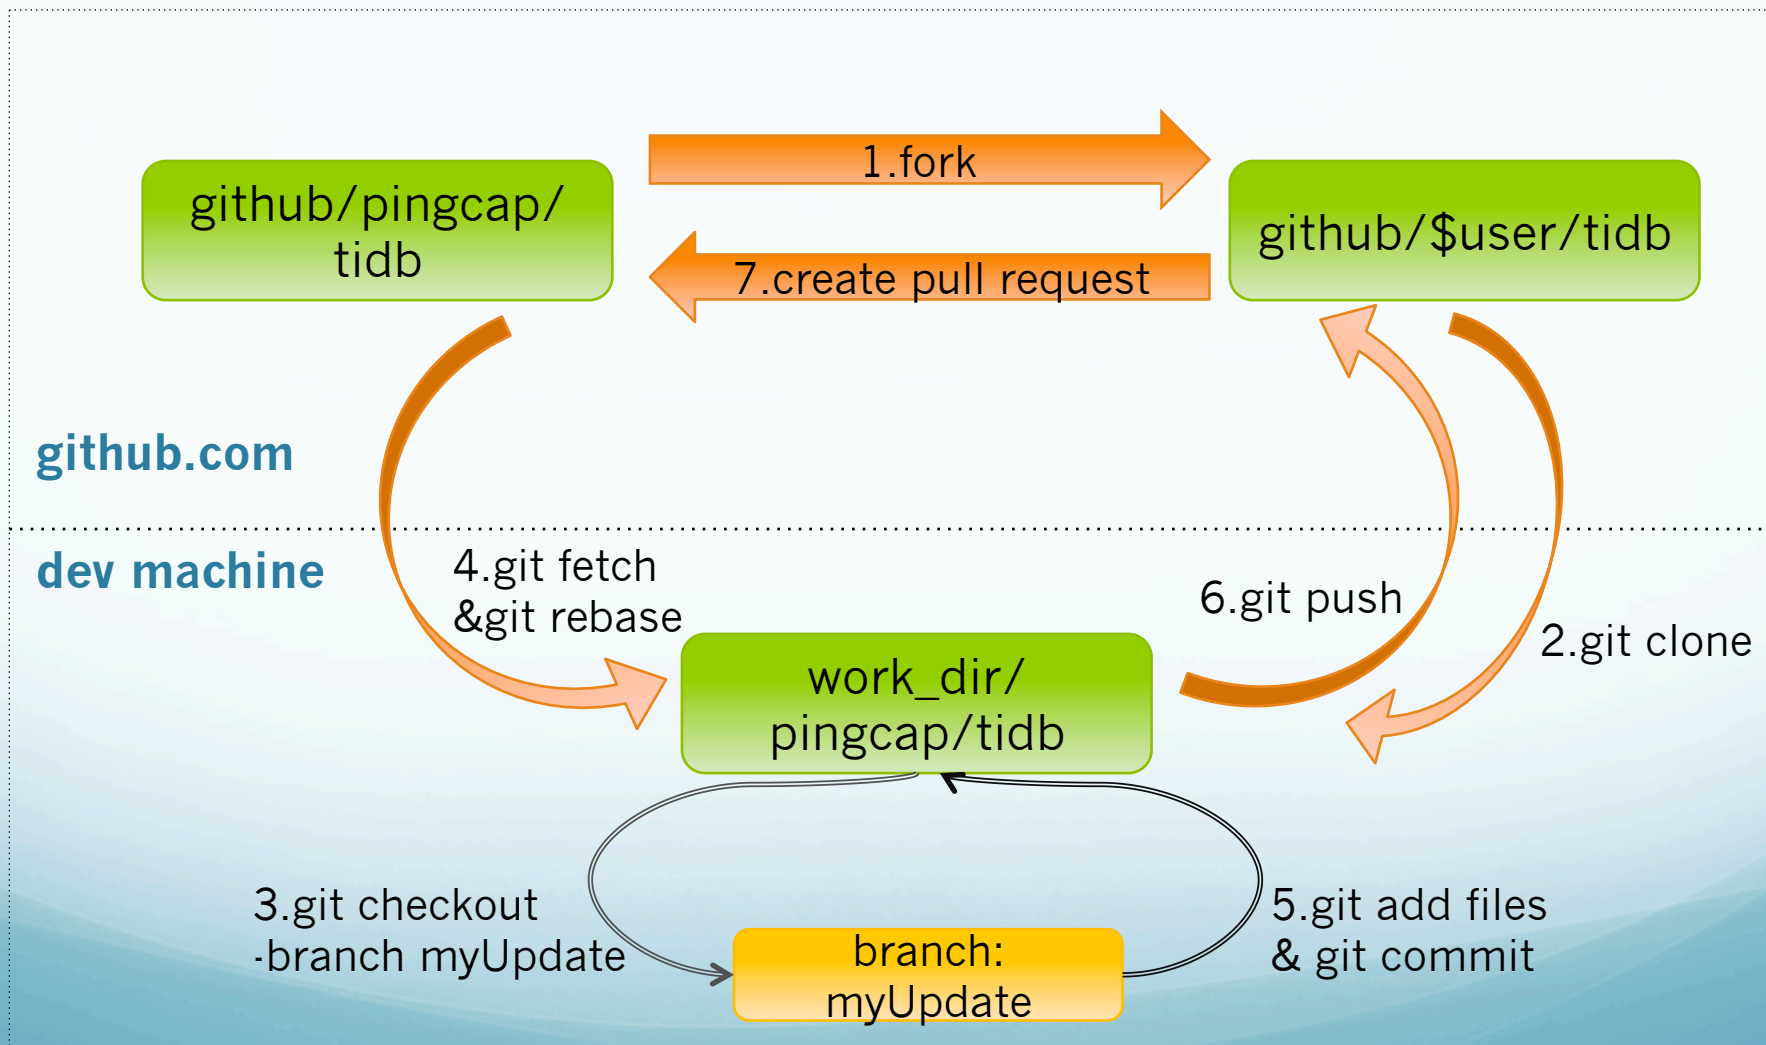 1.fork
github/pingcap/
tidb
github/$user/tidb
7.create pull request
github.com
dev machine
4.git fetch
&git rebase
6.git push
2.git clone
work_dir/
pingcap/tidb
3.git checkout
-branch myUpdate
5.git add files
& git commit
branch:
myUpdate